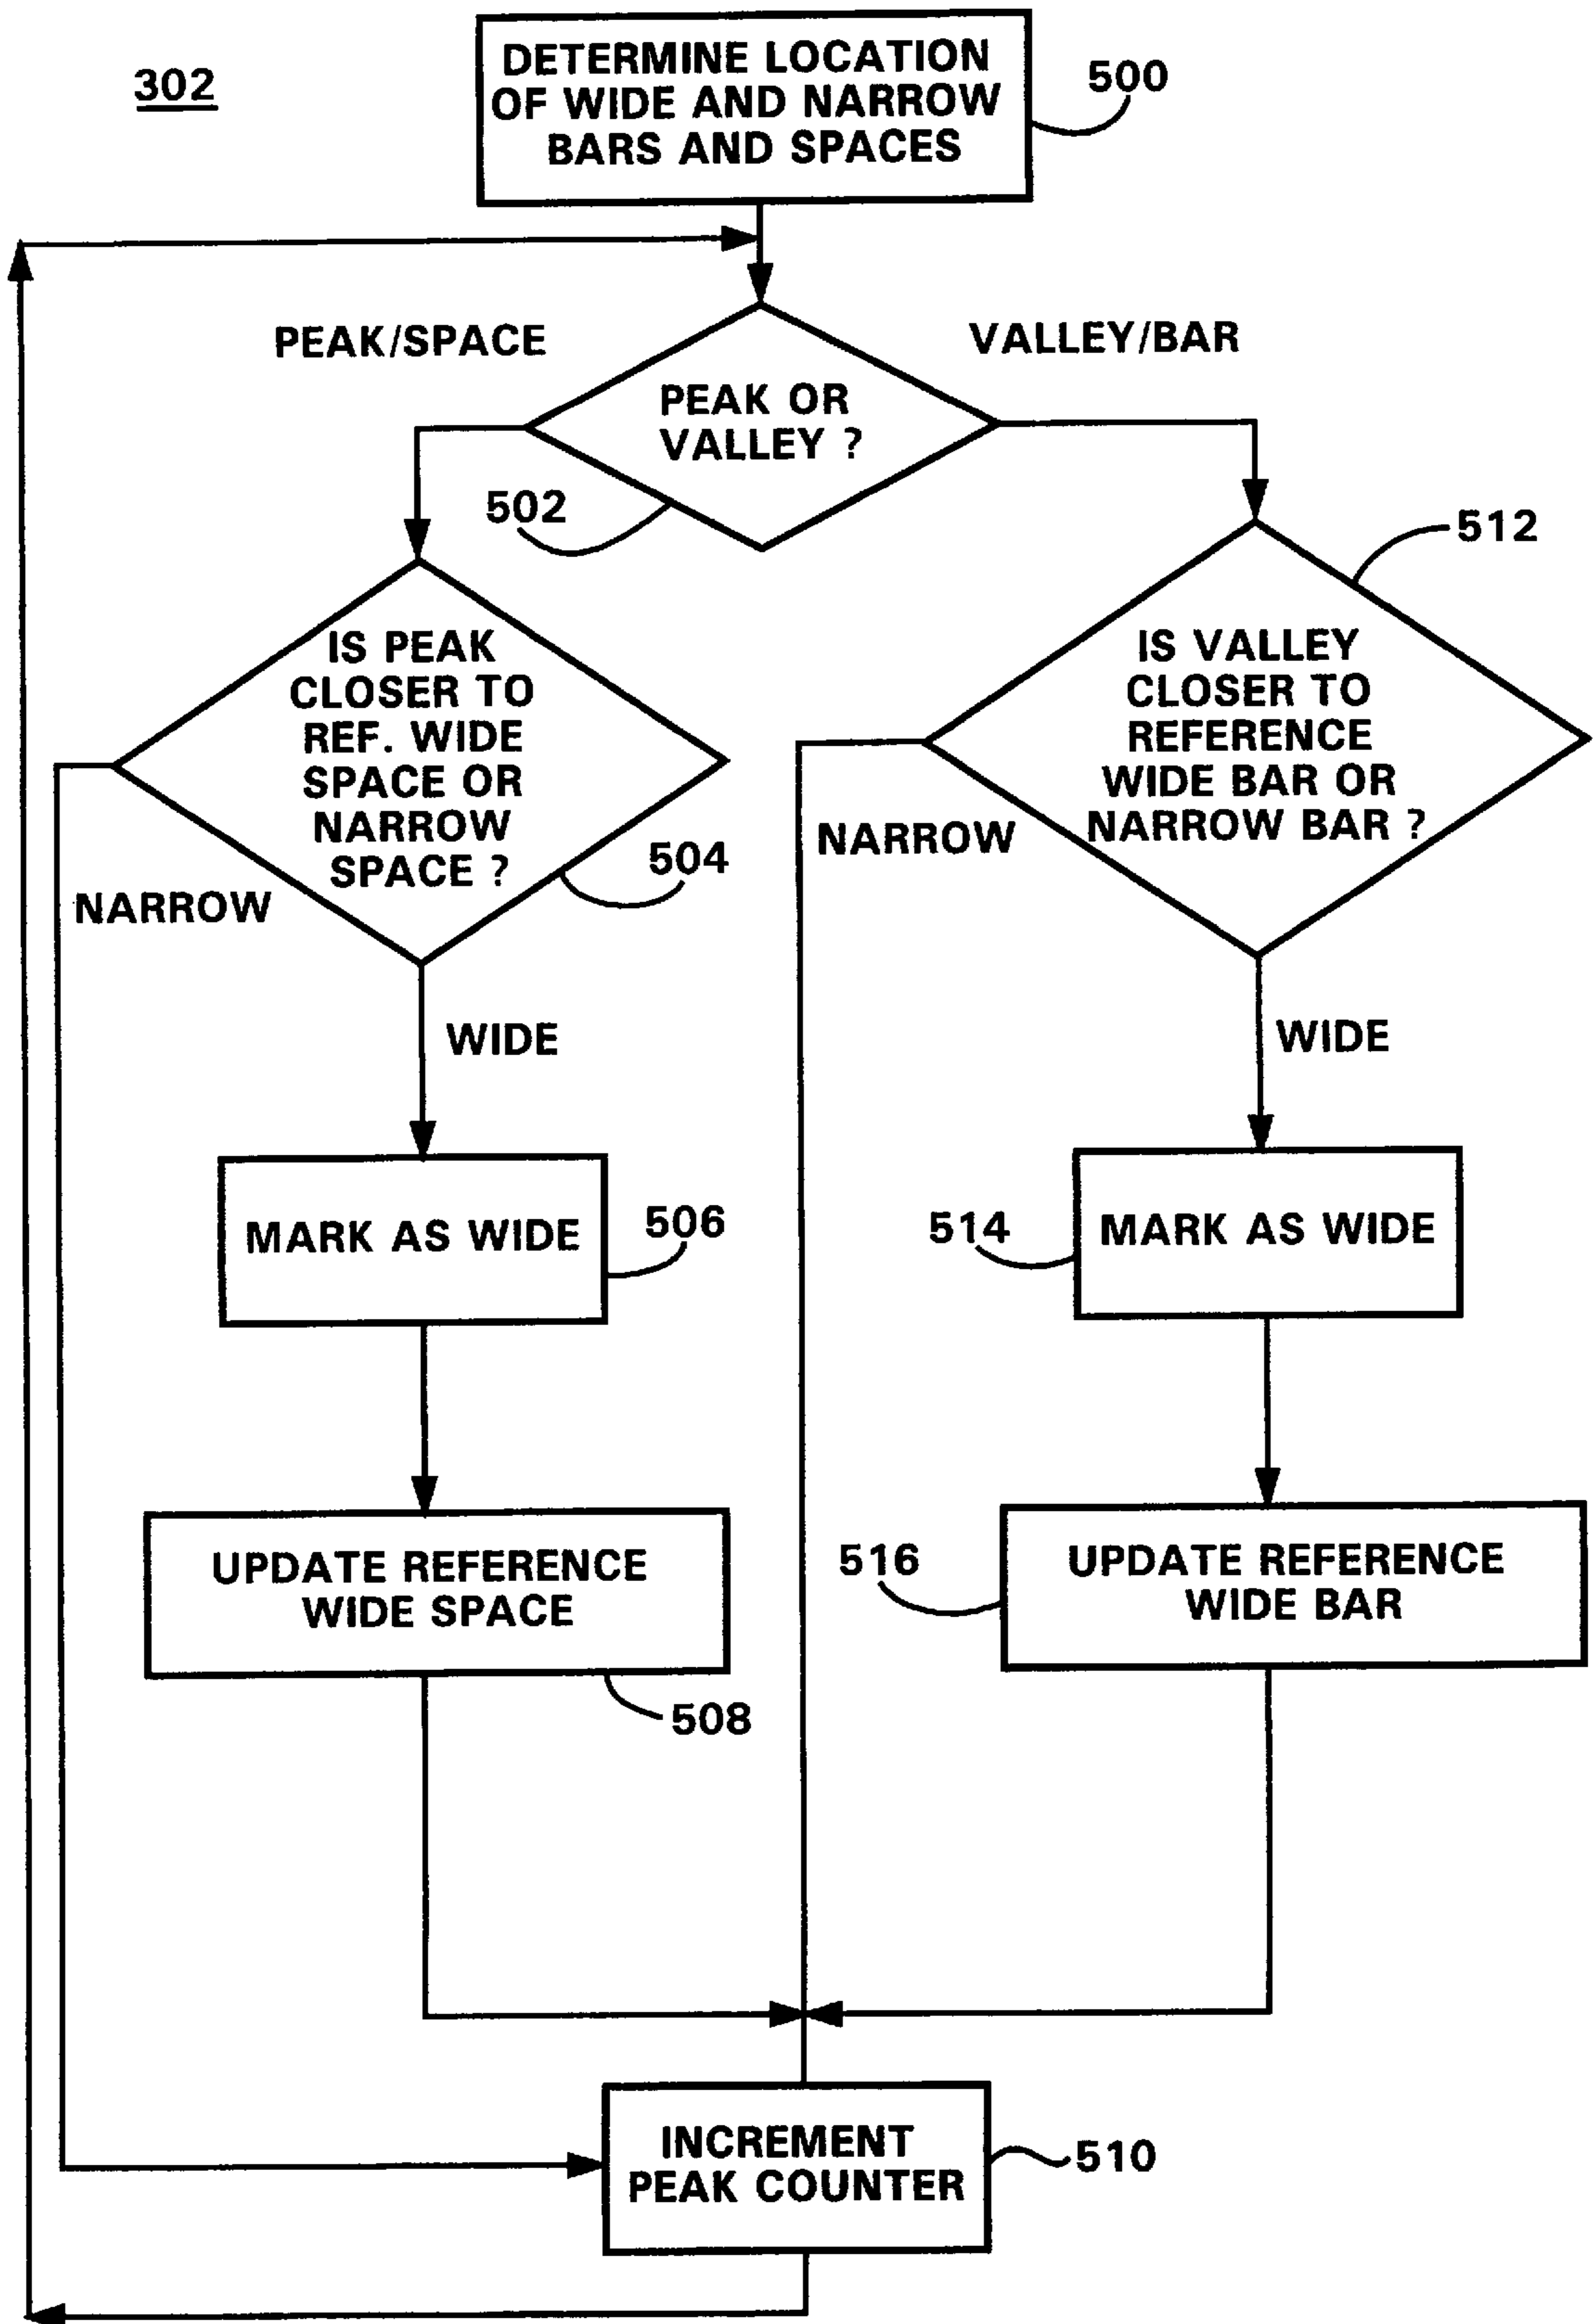 302
DETERMINE LOCATION
OF WIDE AND NARROW
BARS AND SPACES
500
PEAK/SPACE
VALLEY/BAR
PEAK OR
VALLEY ?
502
512
IS PEAK
CLOSER TO
REF. WIDE
SPACE OR
NARROW
SPACE ?
504
NARROW
IS VALLEY
CLOSER TO
REFERENCE
WIDE BAR OR
NARROW BAR ?
NARROW
WIDE
WIDE
MARK AS WIDE
506
514
MARK AS WIDE
UPDATE REFERENCE
WIDE SPACE
508
516
UPDATE REFERENCE
WIDE BAR
INCREMENT
PEAK COUNTER
510